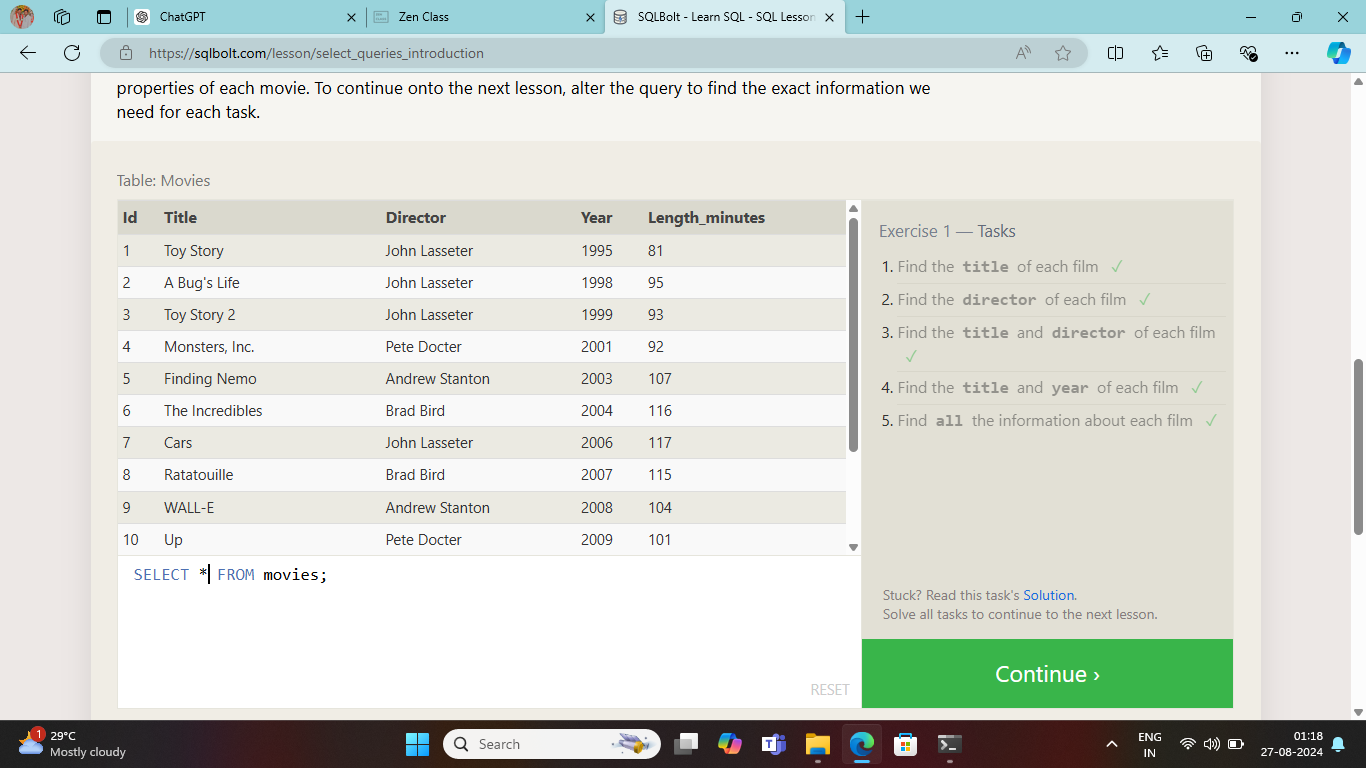 ChatGPT
Zen Class
SQLBolt - Learn SQL - SQL Lesson
https://sqlbolt.com/lesson/select_queries_introduction
properties of each movie. To continue onto the next lesson, alter the query to find the exact information we
need for each task.
Table: Movies
Id Title Director Year Length_minutes
1 Toy Story John Lasseter 1995 81
2 A Bug's Life John Lasseter 1998 95
3 Toy Story 2 John Lasseter 1999 93
4 Monsters, Inc. Pete Docter 2001 92
5 Finding Nemo Andrew Stanton 2003 107
6 The Incredibles Brad Bird 2004 116
7 Cars John Lasseter 2006 117
8 Ratatouille Brad Bird 2007 115
9 WALL-E Andrew Stanton 2008 104
10 Up Pete Docter 2009 101
SELECT * FROM movies;
RESET
Exercise 1 — Tasks
1. Find the title of each film ✓
2. Find the director of each film ✓
3. Find the title and director of each film
✓
4. Find the title and year of each film ✓
5. Find all the information about each film ✓
Stuck? Read this task's Solution.
Solve all tasks to continue to the next lesson.
Continue ›
1
29°C
Mostly cloudy
Search
ENG
IN
01:18
27-08-2024